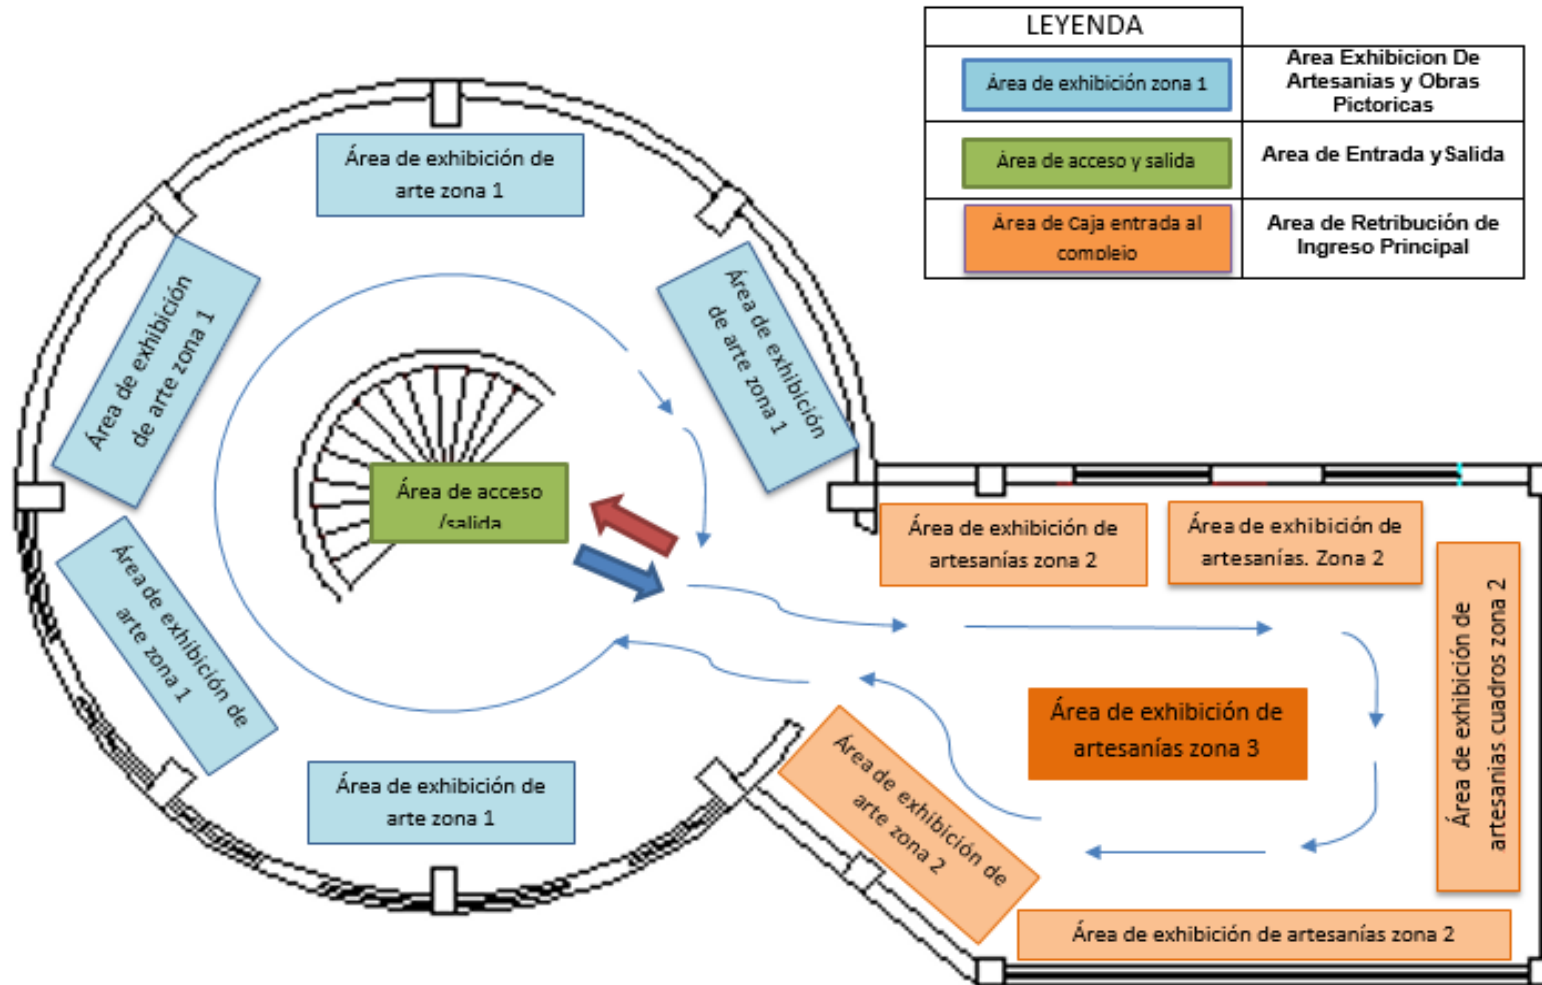 LEYENDA
Área de exhibición zona 1
Area Exhibicion De
Artesanias y Obras
Pictoricas
Área de acceso y salida
Area de Entrada y Salida
Área de Caja entrada al
complejo
Area de Retribución de
Ingreso Principal
Área de exhibición de
arte zona 1
Área de exhibición
de arte zona 1
Área de exhibición
de arte zona 1
Área de acceso
/salida
Área de exhibición de
artesanías zona 2
Área de exhibición de
artesanías. Zona 2
Área de exhibición de
artesanias cuadros zona 2
Área de exhibición de
arte zona 1
Área de exhibición de
artesanías zona 3
Área de exhibición de
arte zona 1
Área de exhibición de
arte zona 2
Área de exhibición de artesanías zona 2